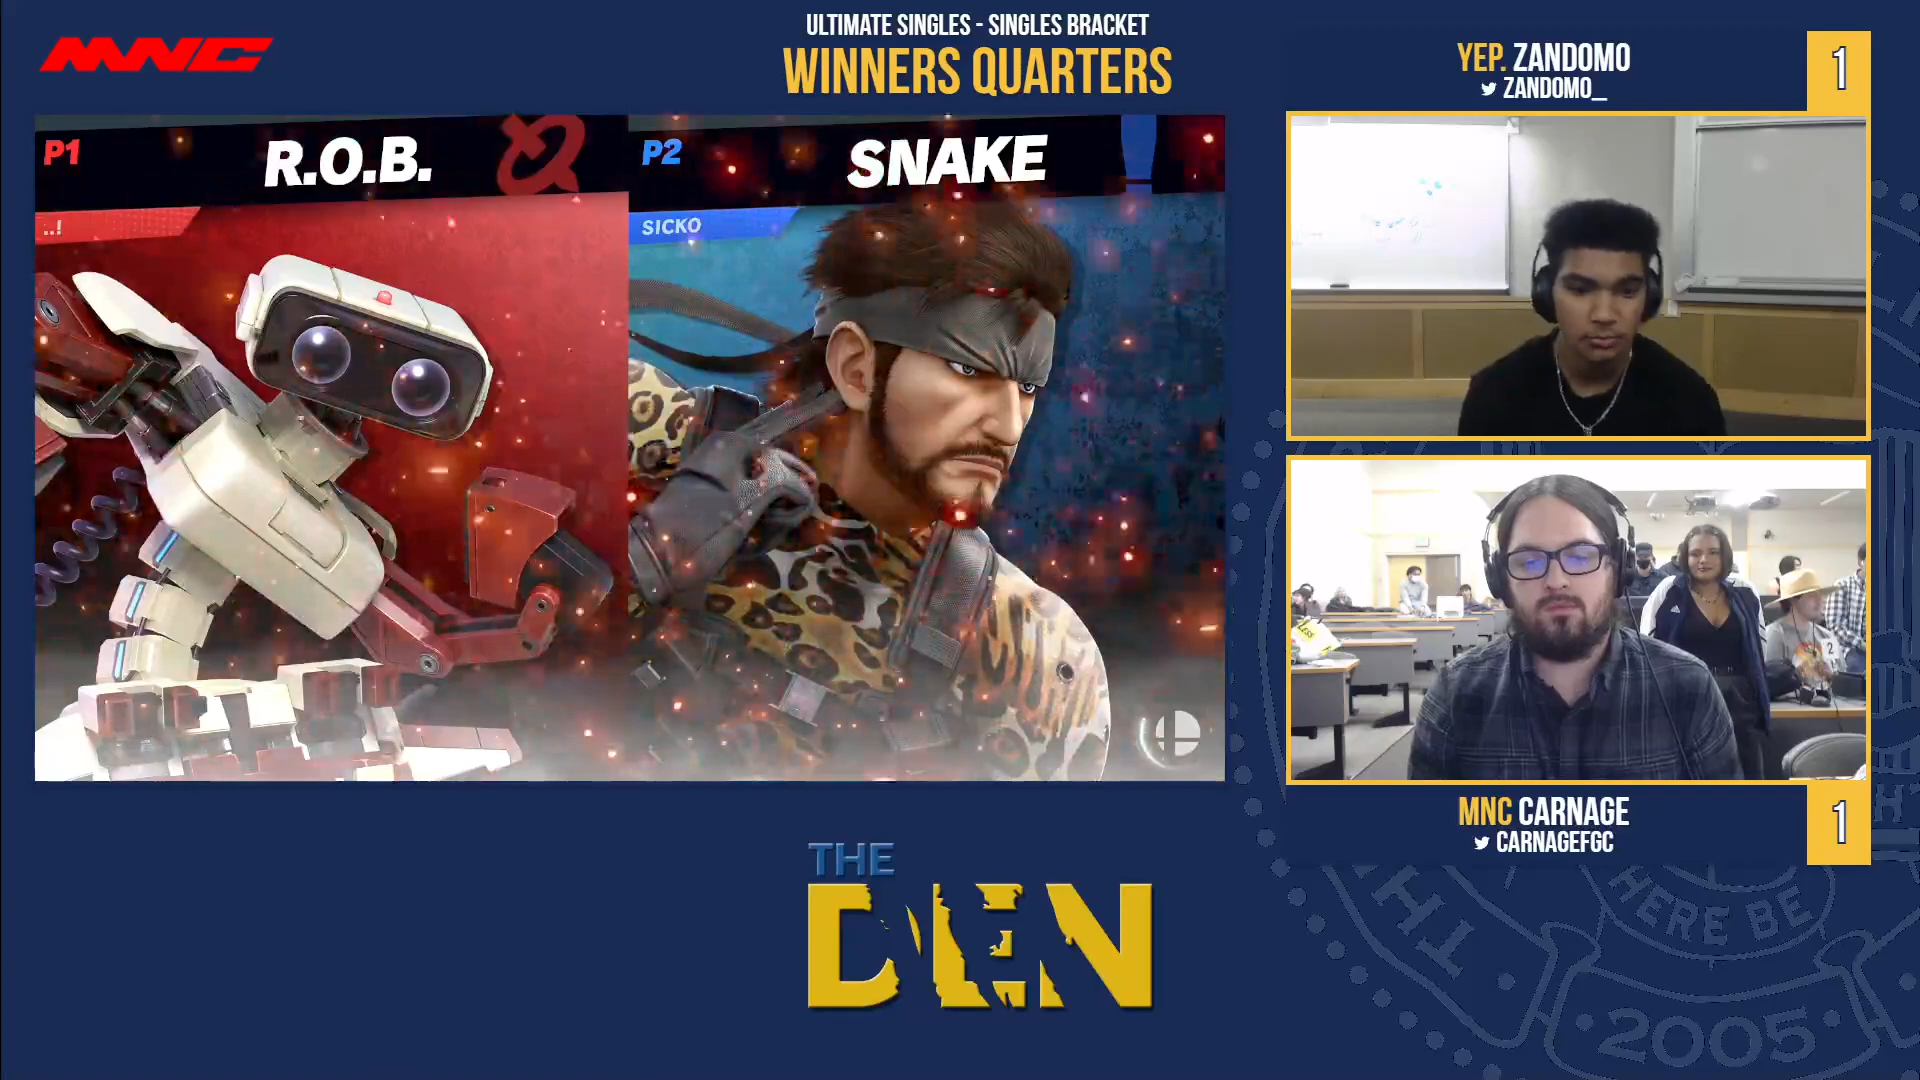 MNC
ULTIMATE SINGLES - SINGLES BRACKET
WINNERS QUARTERS
YEP. ZANDOMO
ZANDOMO_
1
P1
R.O.B.
..!
P2
SNAKE
SICKO
MNC CARNAGE
CARNAGEFGC
1
THE
DEN
HERE BE
2005